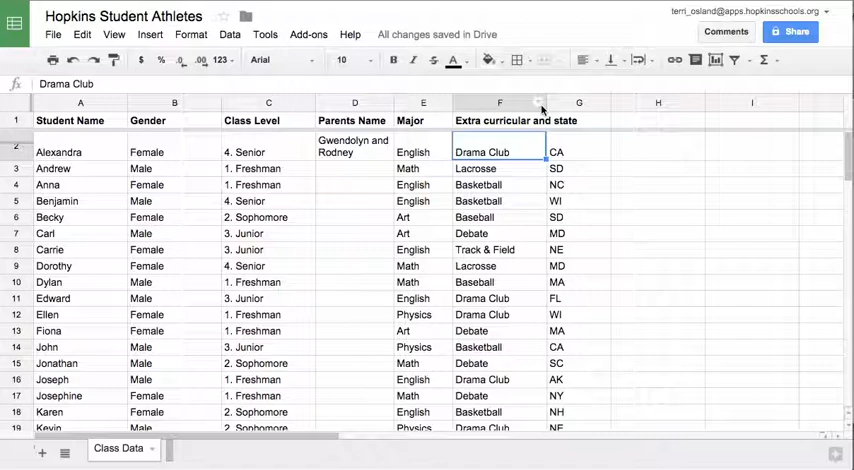 Hopkins Student Athletes
terri_osland@apps.hopkinsschools.org
File Edit View Insert Format Data Tools Add-ons Help All changes saved in Drive
Comments Share
$ % .0 .00 123 Arial 10 B I S A Σ
fx Drama Club
A B C D E F G H I
1 Student Name Gender Class Level Parents Name Major Extra curricular and state
2 Alexandra Female 4. Senior Gwendolyn and Rodney English Drama Club CA
3 Andrew Male 1. Freshman Math Lacrosse SD
4 Anna Female 1. Freshman English Basketball NC
5 Benjamin Male 4. Senior English Basketball WI
6 Becky Female 2. Sophomore Art Baseball SD
7 Carl Male 3. Junior Art Debate MD
8 Carrie Female 3. Junior English Track & Field NE
9 Dorothy Female 4. Senior Math Lacrosse MD
10 Dylan Male 1. Freshman Math Baseball MA
11 Edward Male 3. Junior English Drama Club FL
12 Ellen Female 1. Freshman Physics Drama Club WI
13 Fiona Female 1. Freshman Art Debate MA
14 John Male 3. Junior Physics Basketball CA
15 Jonathan Male 2. Sophomore Math Debate SC
16 Joseph Male 1. Freshman English Drama Club AK
17 Josephine Female 1. Freshman Math Debate NY
18 Karen Female 2. Sophomore English Basketball NH
19 Kevin Male 2. Sophomore Physics Drama Club NE
Class Data